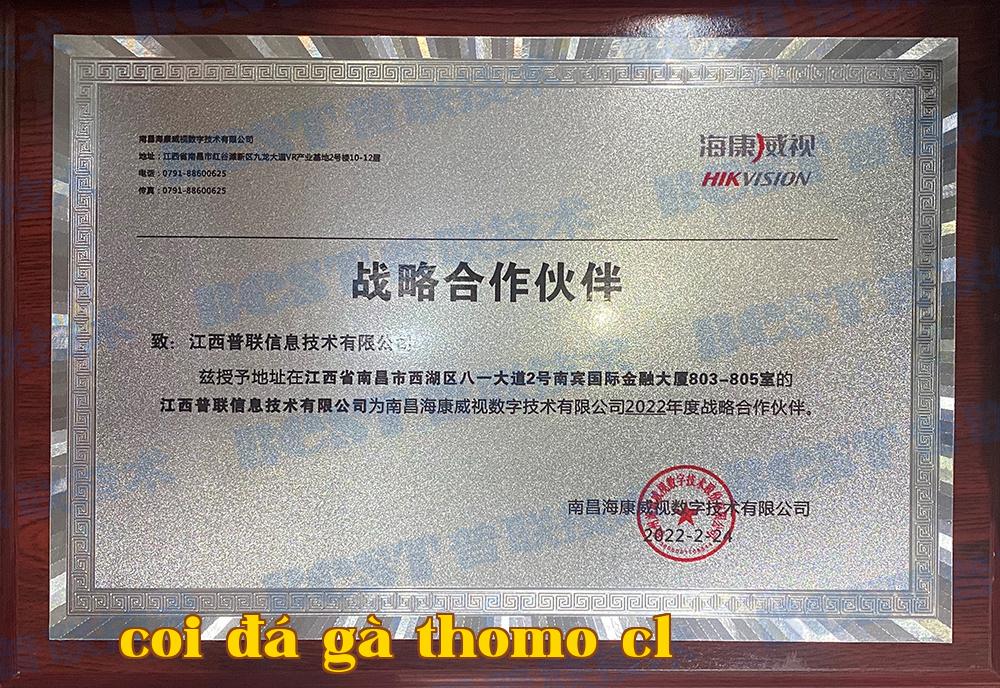 南昌海康威视数字技术有限公司
地址：江西省南昌市红谷滩新区九龙大道VR产业基地2号楼10-12层
电话：0791-88600625
传真：0791-88600625
海康威视
HIKVISION
战略合作伙伴
致：江西普联信息技术有限公司
兹授予地址在江西省南昌市西湖区八一大道2号南宾国际金融大厦803-805室的
江西普联信息技术有限公司为南昌海康威视数字技术有限公司2022年度战略合作伙伴。
南昌海康威视数字技术有限公司
2022-2-24
coi đá gà thomo cl